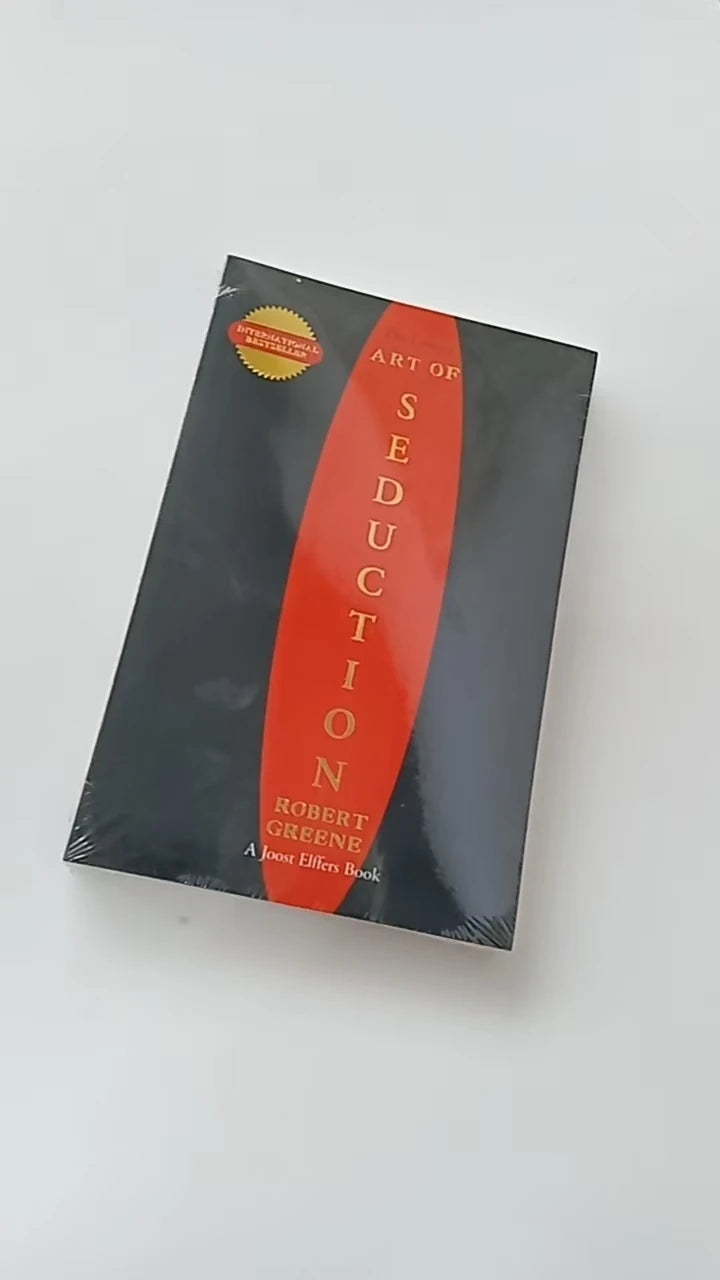 INTERNATIONAL
BESTSELLER
ART OF
SEDUCTION
ROBERT
GREENE
A Joost Elffers Book